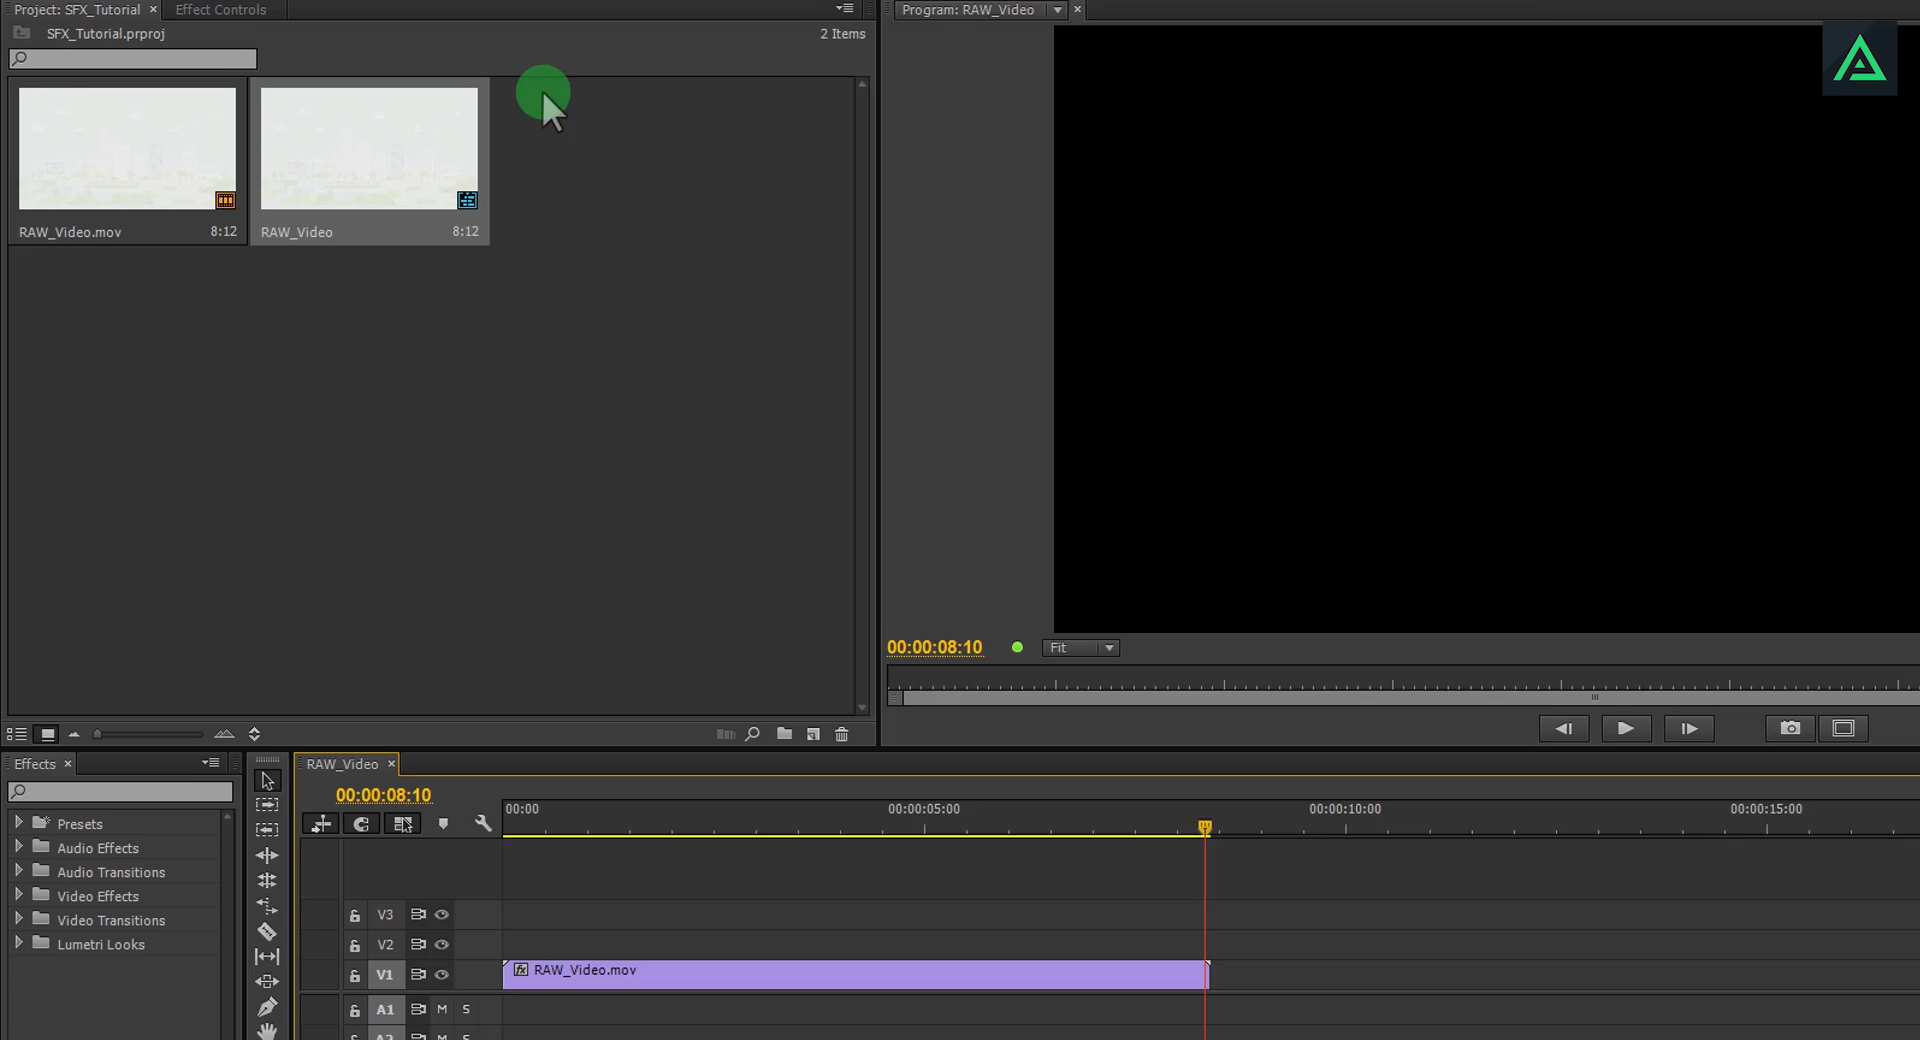 Project: SFX_Tutorial × Effect Controls
SFX_Tutorial.prproj 2 Items
RAW_Video.mov 8:12
RAW_Video 8:12
Program: RAW_Video ×
00:00:08:10 Fit
Effects ×
Presets
Audio Effects
Audio Transitions
Video Effects
Video Transitions
Lumetri Looks
RAW_Video ×
00:00:08:10
00:00 00:00:05:00 00:00:10:00 00:00:15:00
V3
V2
V1 fx RAW_Video.mov
A1 M S
A2 M S